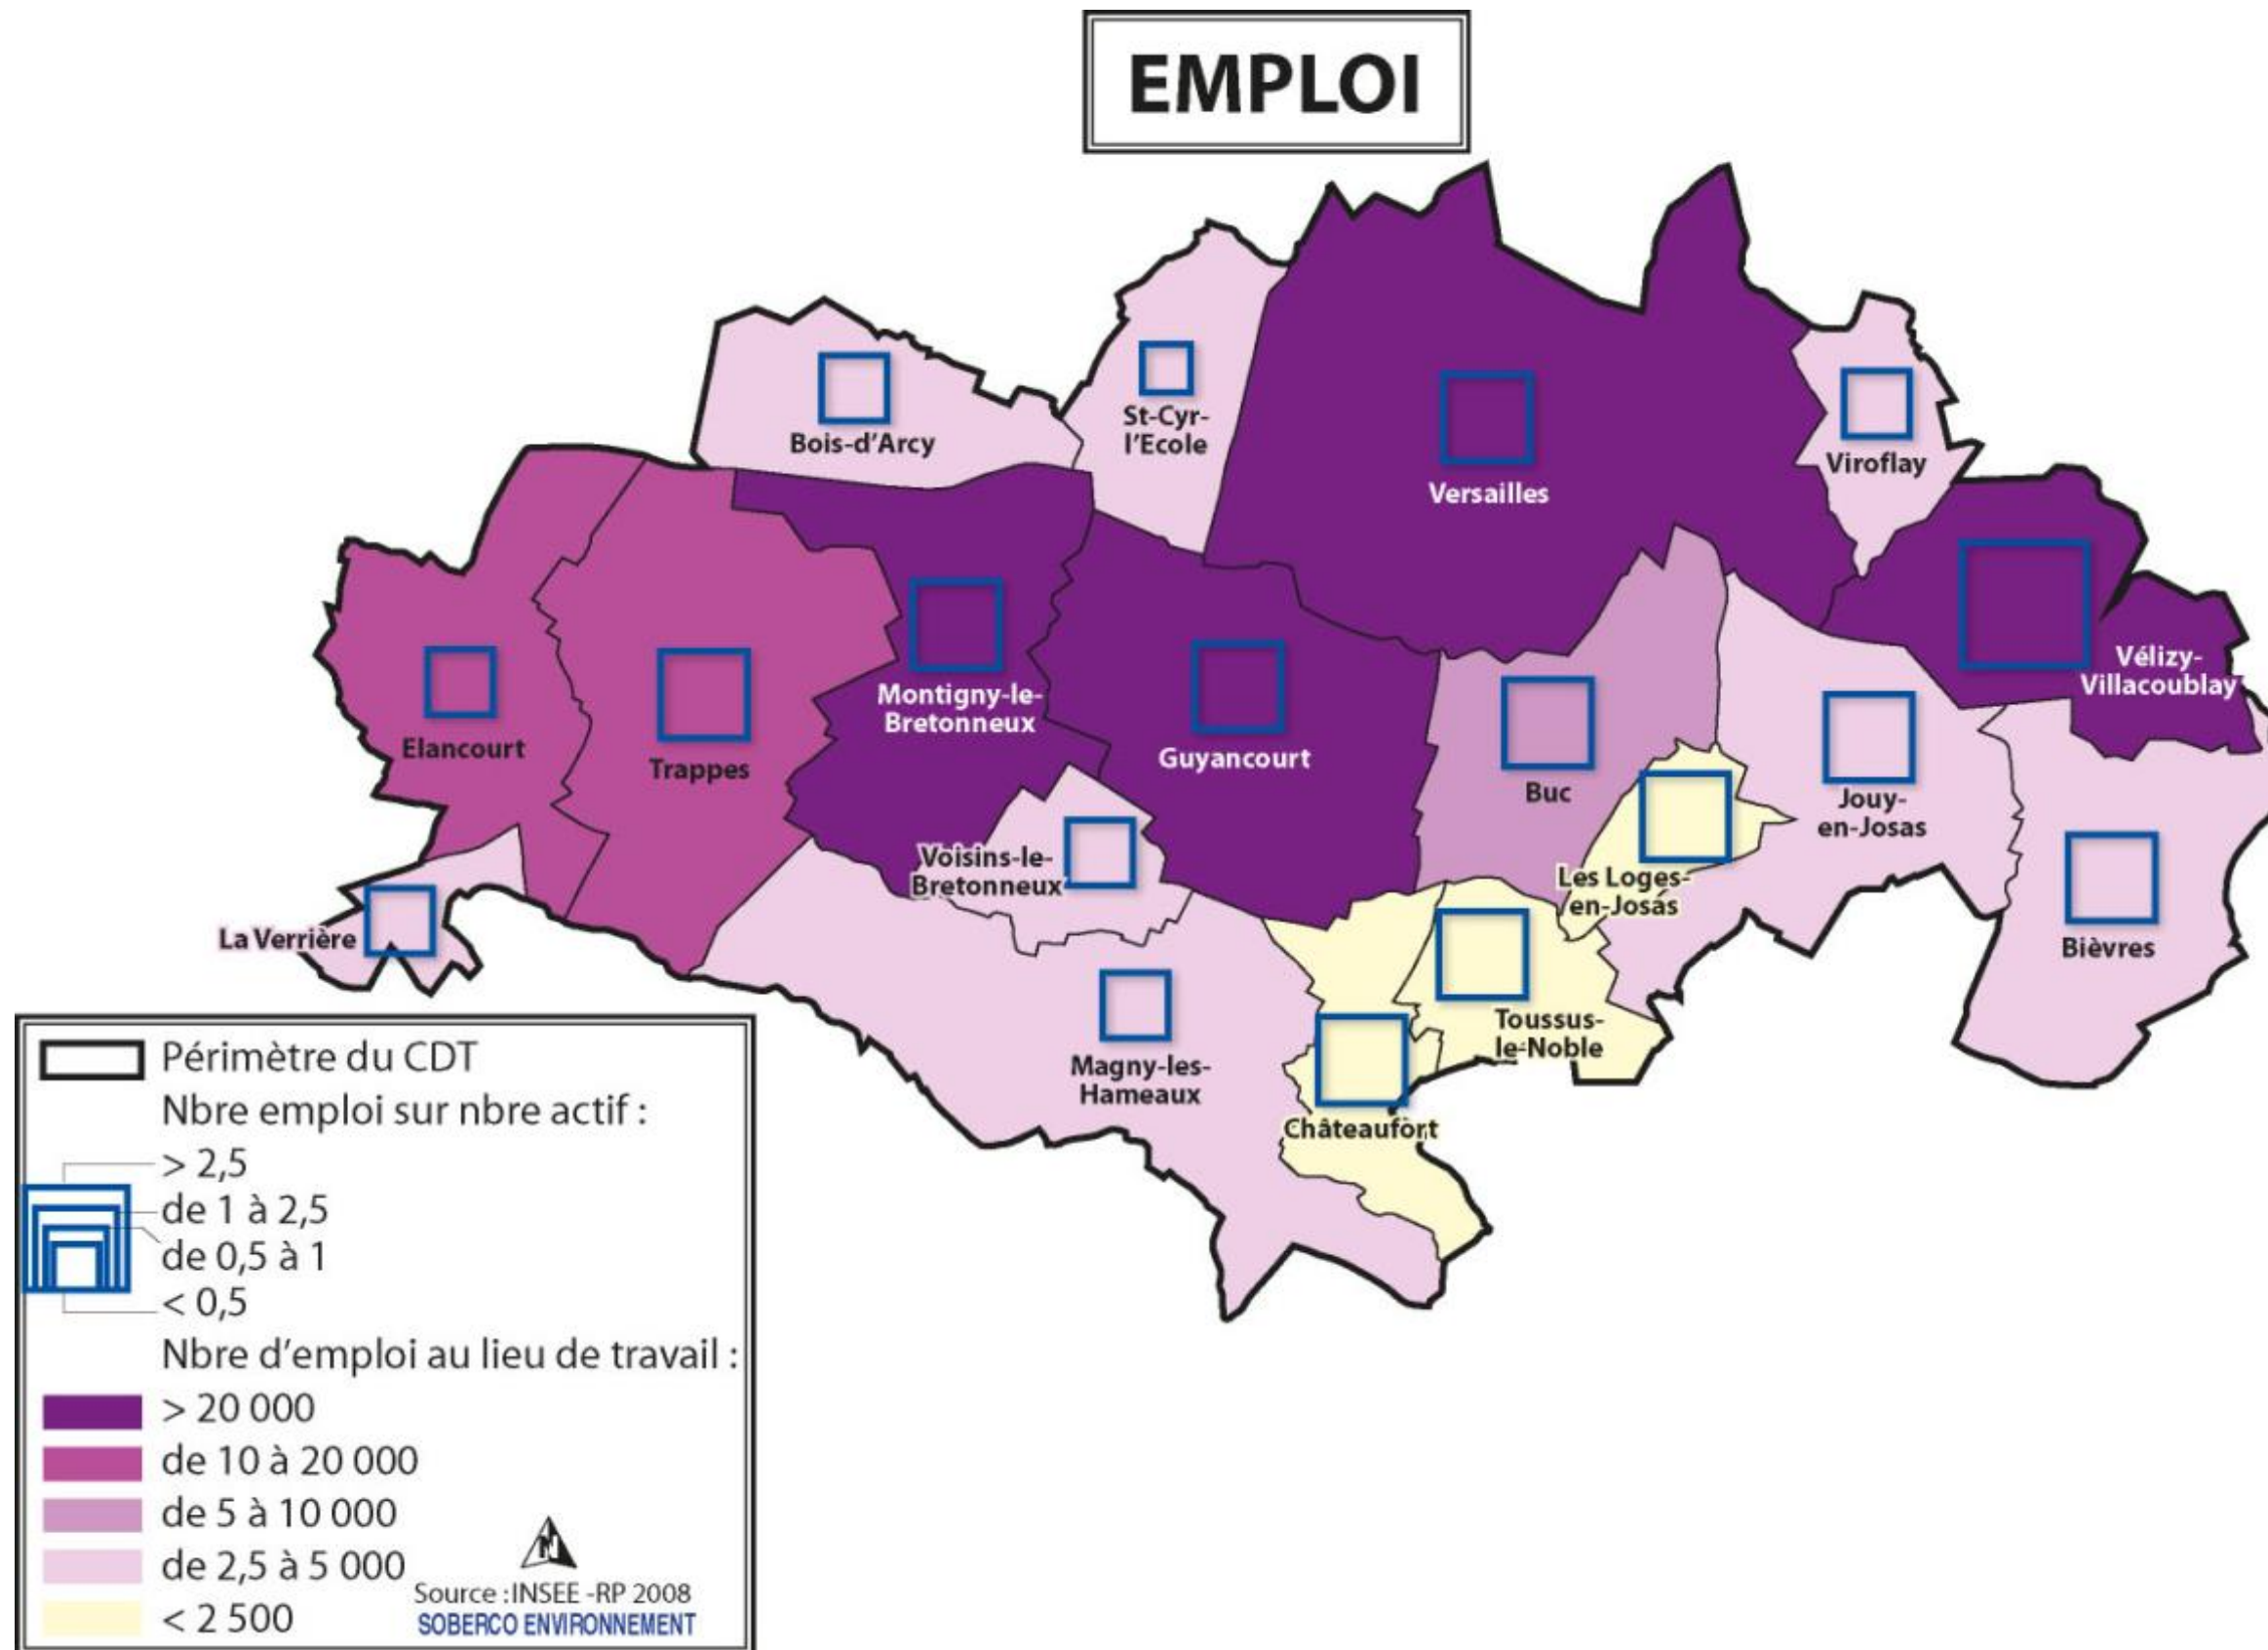 EMPLOI
Bois-d'Arcy
St-Cyr-
l'Ecole
Versailles
Viroflay
Vélizy-
Villacoublay
Elancourt
Trappes
Montigny-le-
Bretonneux
Guyancourt
Buc
Jouy-
en-Josas
Voisins-le-
Bretonneux
Les Loges-
en-Josas
La Verrière
Bièvres
Magny-les-
Hameaux
Toussus-
le-Noble
Châteaufort
Périmètre du CDT
Nbre emploi sur nbre actif :
> 2,5
de 1 à 2,5
de 0,5 à 1
< 0,5
Nbre d'emploi au lieu de travail :
> 20 000
de 10 à 20 000
de 5 à 10 000
de 2,5 à 5 000
< 2 500
N
Source : INSEE -RP 2008
SOBERCO ENVIRONNEMENT